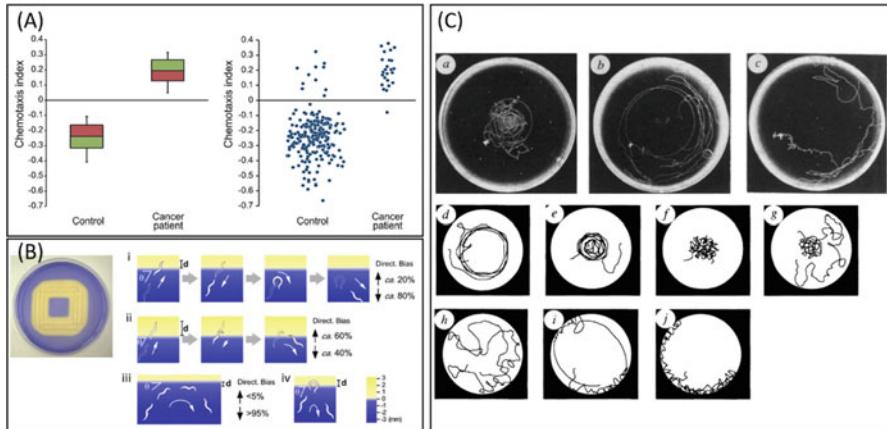 (A)
Chemotaxis index
0.4
0.3
0.2
0.1
0
-0.1
-0.2
-0.3
-0.4
-0.5
-0.6
-0.7
Control
Cancer
patient
Chemotaxis index
0.4
0.3
0.2
0.1
0
-0.1
-0.2
-0.3
-0.4
-0.5
-0.6
-0.7
Control
Cancer
patient
(B)
i
d
θ
Direct. Bias
ca. 20%
ca. 80%
ii
d
θ
Direct. Bias
ca. 60%
ca. 40%
iii
d
θ
Direct. Bias
<5%
>95%
iv
d
θ
3
2
1
0
-1
-2
-3 (nm)
(C)
a
b
c
d
e
f
g
h
i
j